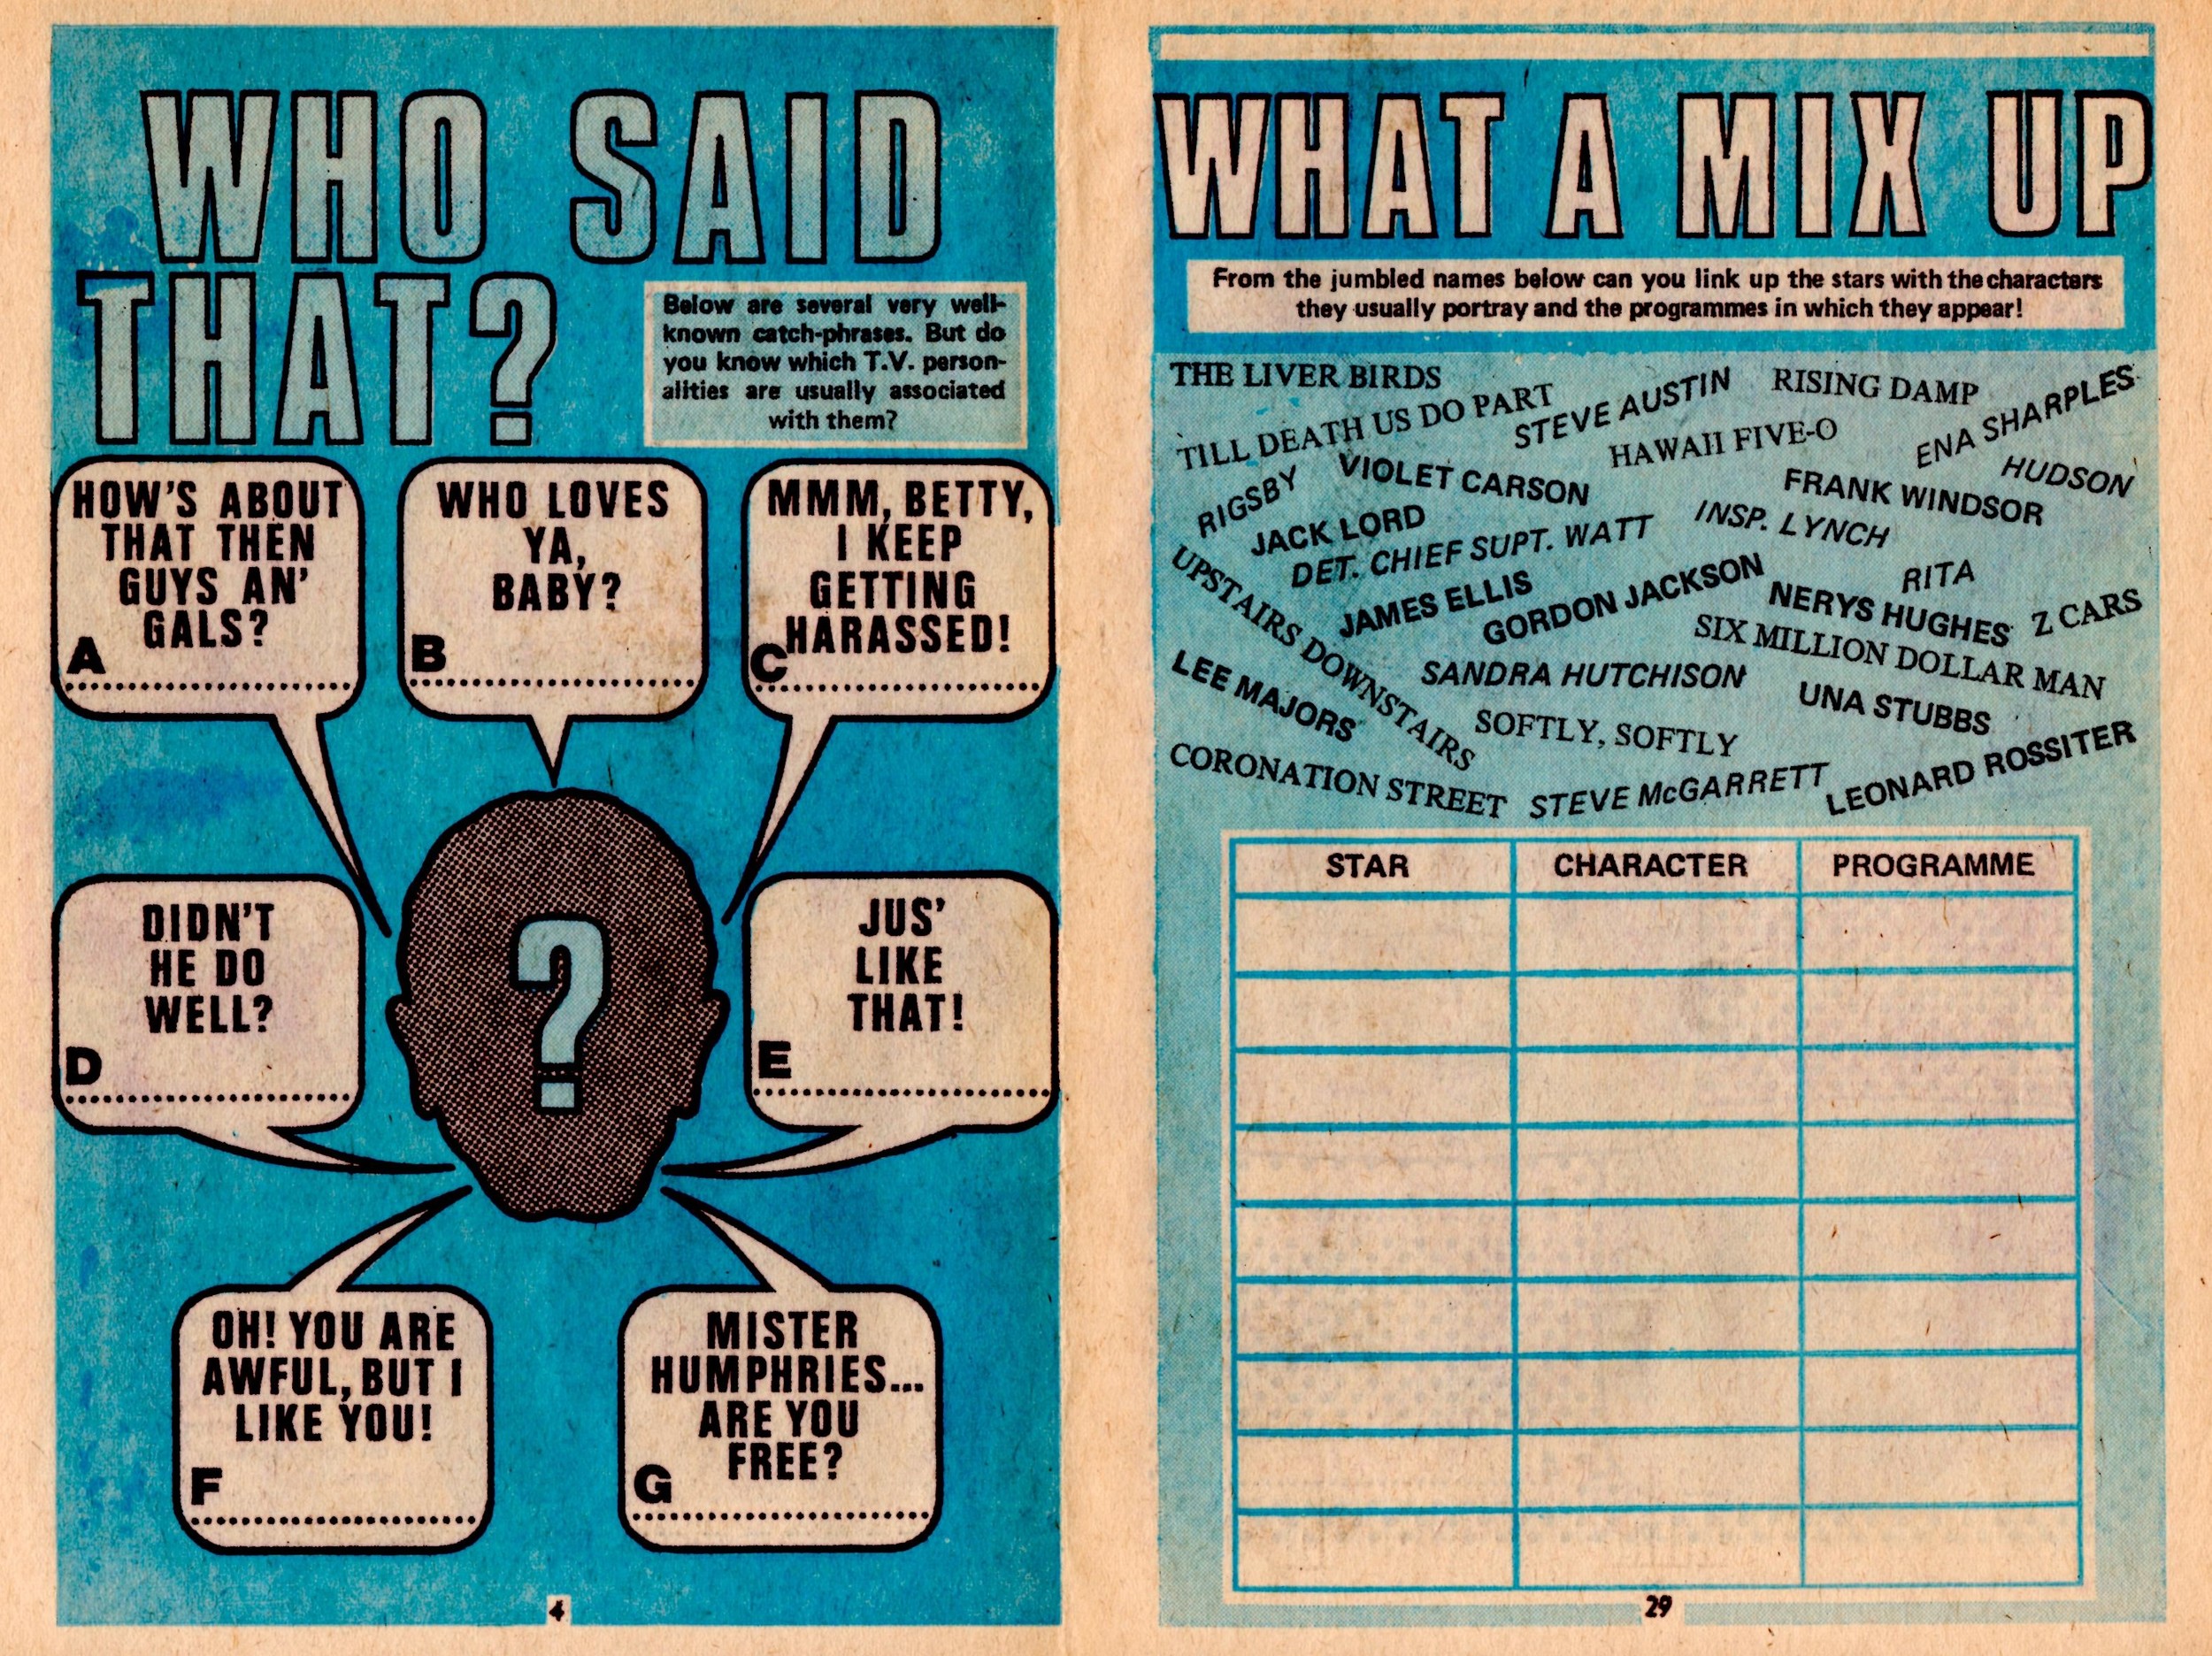 WHO SAID
THAT?
Below are several very well-
known catch-phrases. But do
you know which T.V. person-
alities are usually associated
with them?
HOW'S ABOUT
THAT THEN
GUYS AN'
GALS?
A
WHO LOVES
YA,
BABY?
B
MMM, BETTY,
I KEEP
GETTING
HARASSED!
C
DIDN'T
HE DO
WELL?
D
?
JUS'
LIKE
THAT!
E
OH! YOU ARE
AWFUL, BUT I
LIKE YOU!
F
MISTER
HUMPHRIES...
ARE YOU
FREE?
G
4
WHAT A MIX UP
From the jumbled names below can you link up the stars with the characters
they usually portray and the programmes in which they appear!
THE LIVER BIRDS
TILL DEATH US DO PART
STEVE AUSTIN
RISING DAMP
ENA SHARPLES
HAWAII FIVE-O
RIGSBY
VIOLET CARSON
FRANK WINDSOR
HUDSON
JACK LORD
DET. CHIEF SUPT. WATT
INSP. LYNCH
UPSTAIRS DOWNSTAIRS
JAMES ELLIS
GORDON JACKSON
RITA
NERYS HUGHES
Z CARS
SIX MILLION DOLLAR MAN
LEE MAJORS
SANDRA HUTCHISON
UNA STUBBS
SOFTLY, SOFTLY
CORONATION STREET
STEVE McGARRETT
LEONARD ROSSITER
STAR CHARACTER PROGRAMME
29